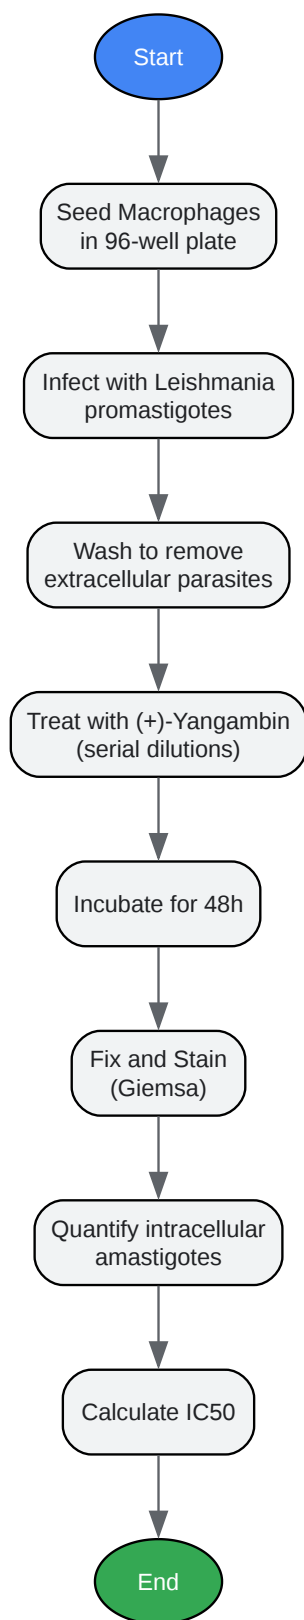 Start
Seed Macrophages
in 96-well plate
Infect with Leishmania
promastigotes
Wash to remove
extracellular parasites
Treat with (+)-Yangambin
(serial dilutions)
Incubate for 48h
Fix and Stain
(Giemsa)
Quantify intracellular
amastigotes
Calculate IC50
End